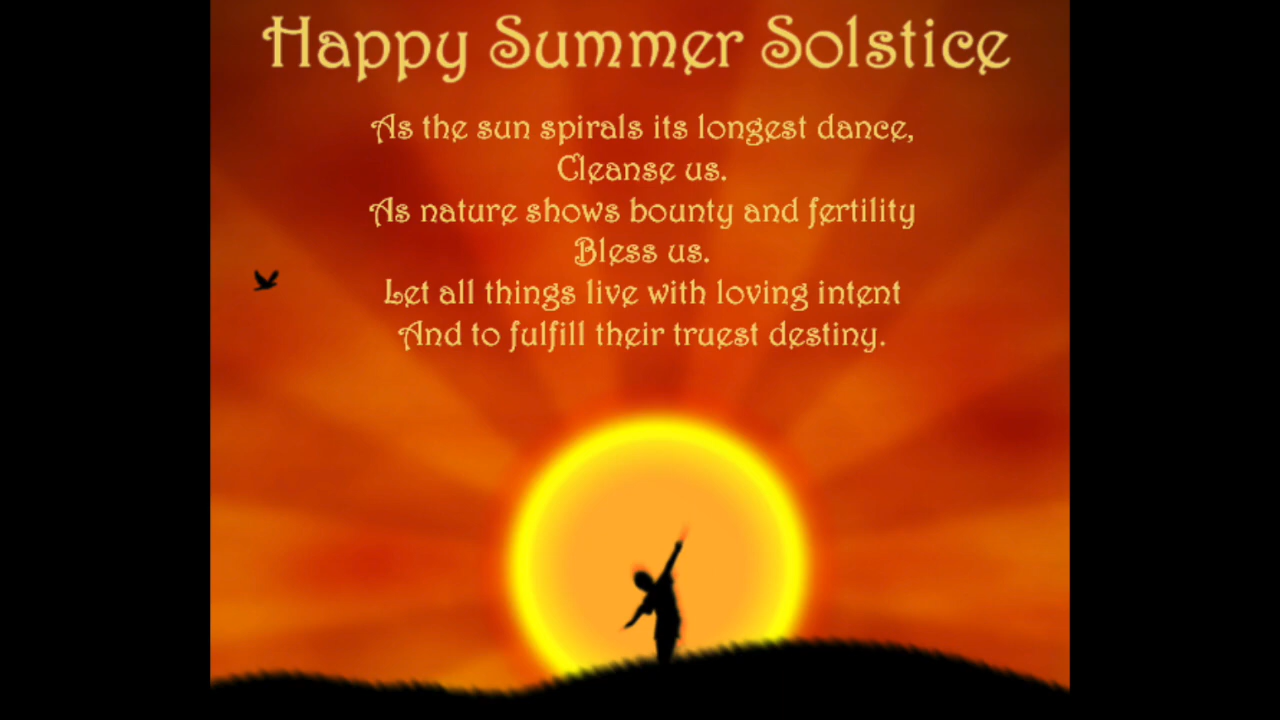 Happy Summer Solstice
As the sun spirals its longest dance,
Cleanse us.
As nature shows bounty and fertility
Bless us.
Let all things live with loving intent
And to fulfill their truest destiny.